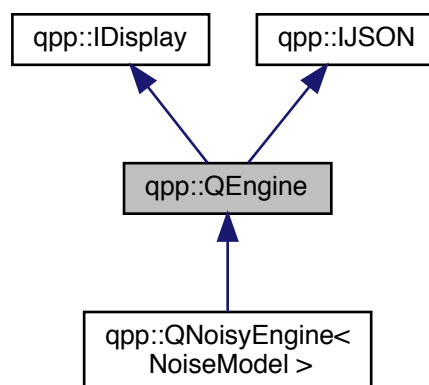 qpp::IDisplay
qpp::IJSON
qpp::QEngine
qpp::QNoisyEngine<
NoiseModel >